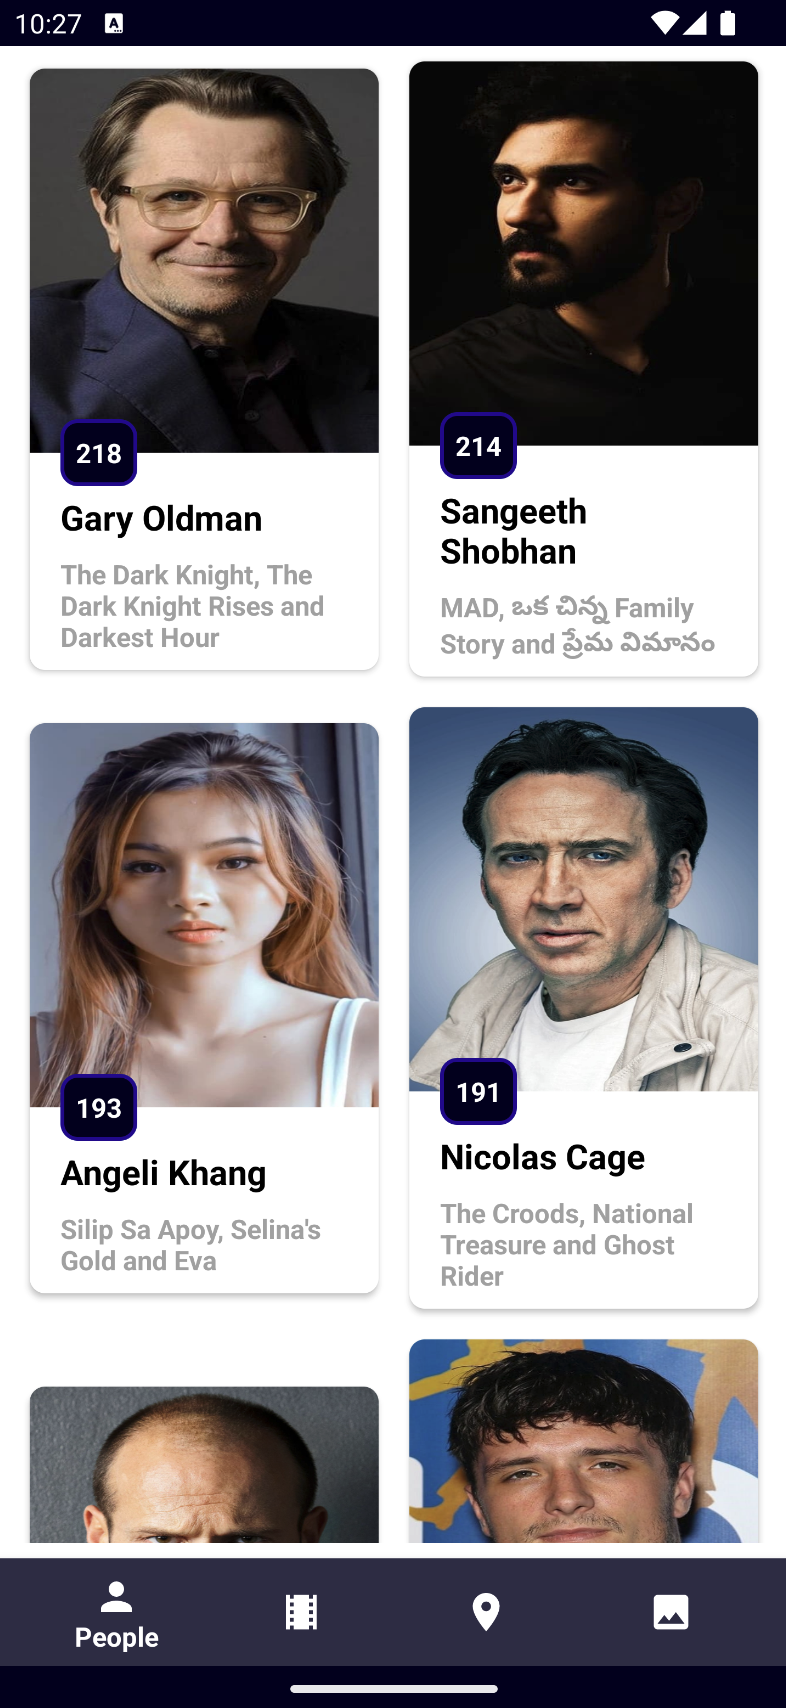 10:27
A
218
Gary Oldman
The Dark Knight, The
Dark Knight Rises and
Darkest Hour
214
Sangeeth
Shobhan
MAD, ఒక చిన్న Family
Story and ప్రేమ విమానం
193
Angeli Khang
Silip Sa Apoy, Selina's
Gold and Eva
191
Nicolas Cage
The Croods, National
Treasure and Ghost
Rider
People